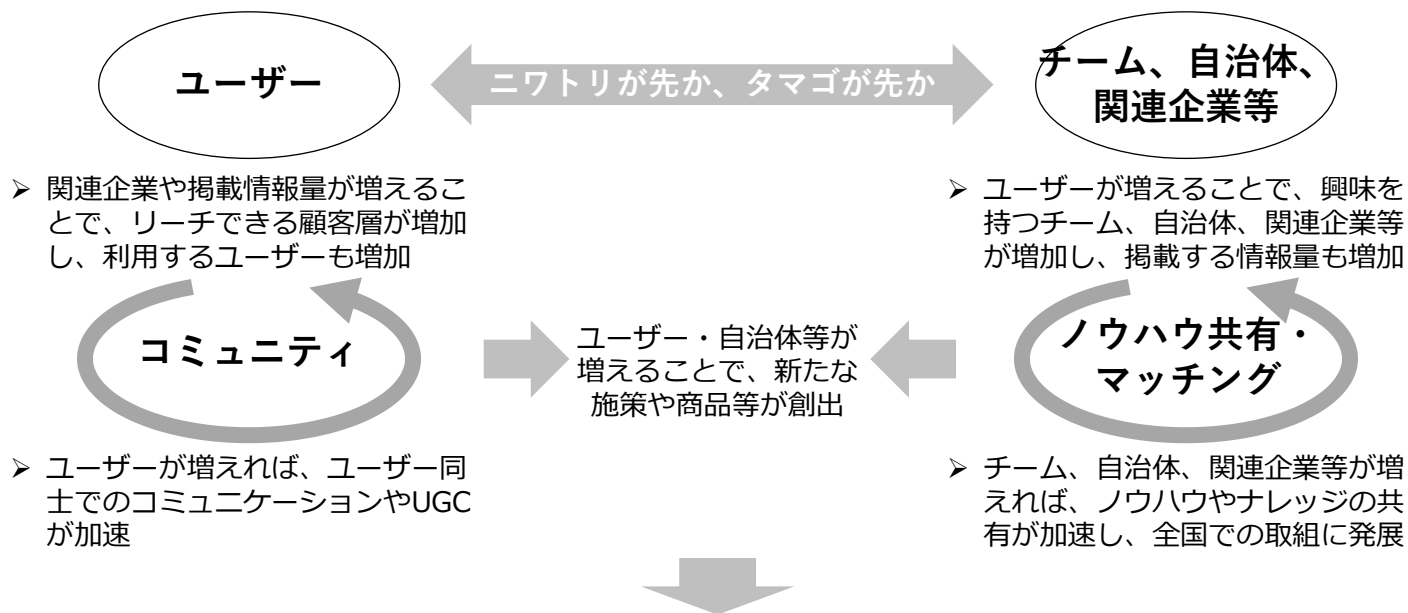 ユーザー
ニワトリが先か、タマゴが先か
チーム、自治体、
関連企業等
➢ 関連企業や掲載情報量が増えるこ
とで、リーチできる顧客層が増加
し、利用するユーザーも増加
➢ ユーザーが増えることで、興味を
持つチーム、自治体、関連企業等
が増加し、掲載する情報量も増加
コミュニティ
ユーザー・自治体等が
増えることで、新たな
施策や商品等が創出
ノウハウ共有・
マッチング
➢ ユーザーが増えれば、ユーザー同
士でのコミュニケーションやUGC
が加速
➢ チーム、自治体、関連企業等が増
えれば、ノウハウやナレッジの共
有が加速し、全国での取組に発展